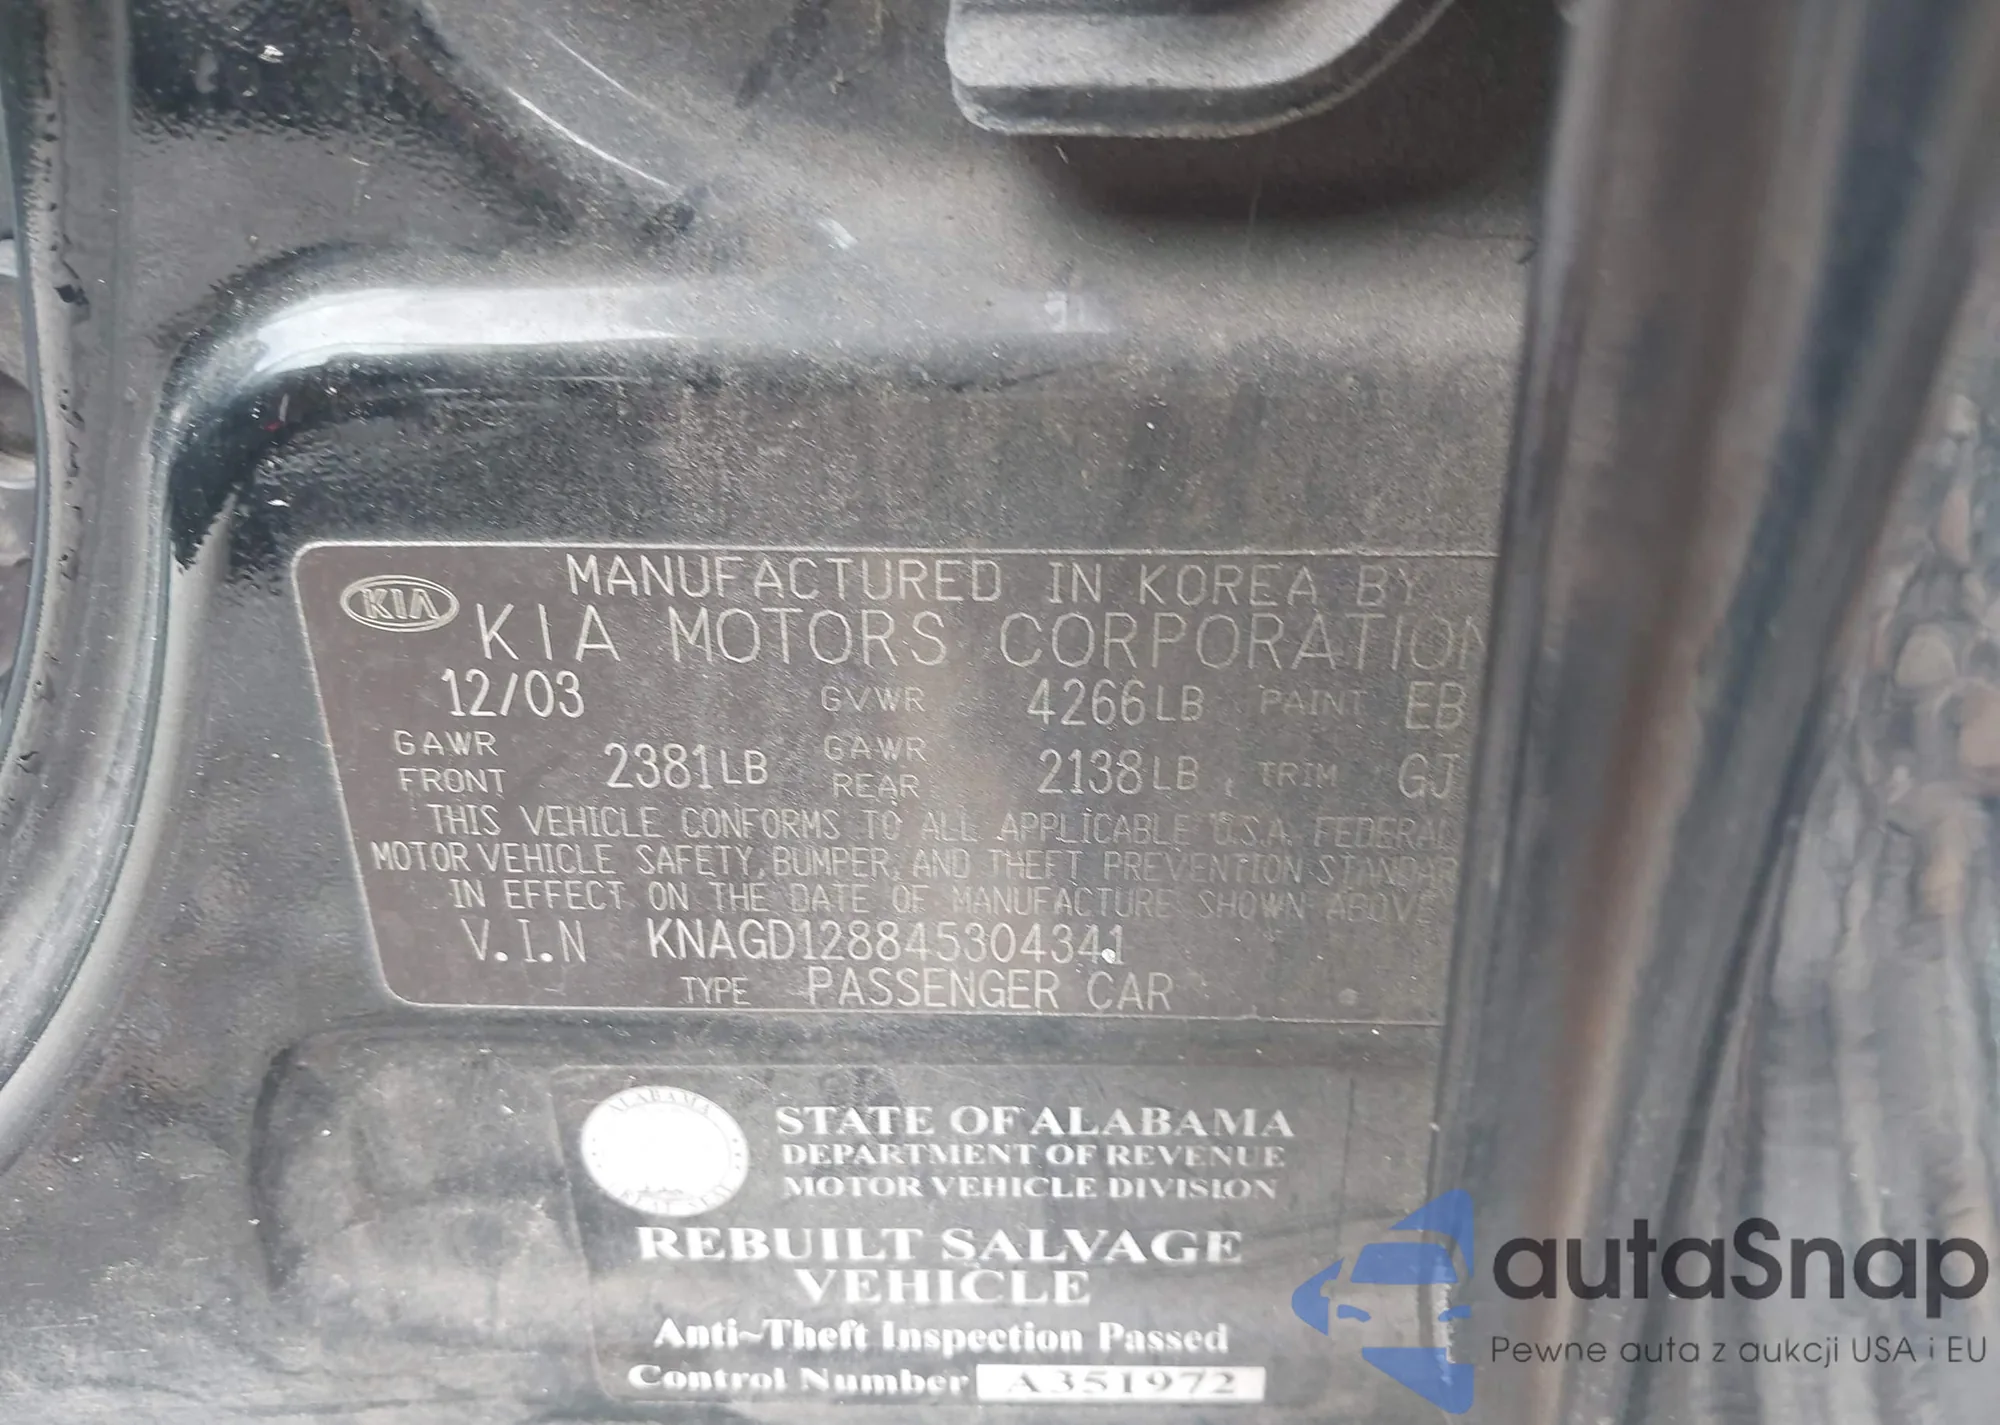 MANUFACTURED IN KOREA BY
KIA
KIA MOTORS CORPORATION
12/03 GVWR 4266LB PAINT EB
GAWR FRONT 2381LB GAWR REAR 2138LB TRIM GJ
THIS VEHICLE CONFORMS TO ALL APPLICABLE U.S.A. FEDERAL
MOTOR VEHICLE SAFETY, BUMPER, AND THEFT PREVENTION STANDAR
IN EFFECT ON THE DATE OF MANUFACTURE SHOWN ABOVE
V.I.N KNAGD128845304341
TYPE PASSENGER CAR
ALABAMA
STATE OF ALABAMA
DEPARTMENT OF REVENUE
MOTOR VEHICLE DIVISION
REBUILT SALVAGE
VEHICLE
Anti~Theft Inspection Passed
Control Number A351972
autaSnap
Pewne auta z aukcji USA i EU